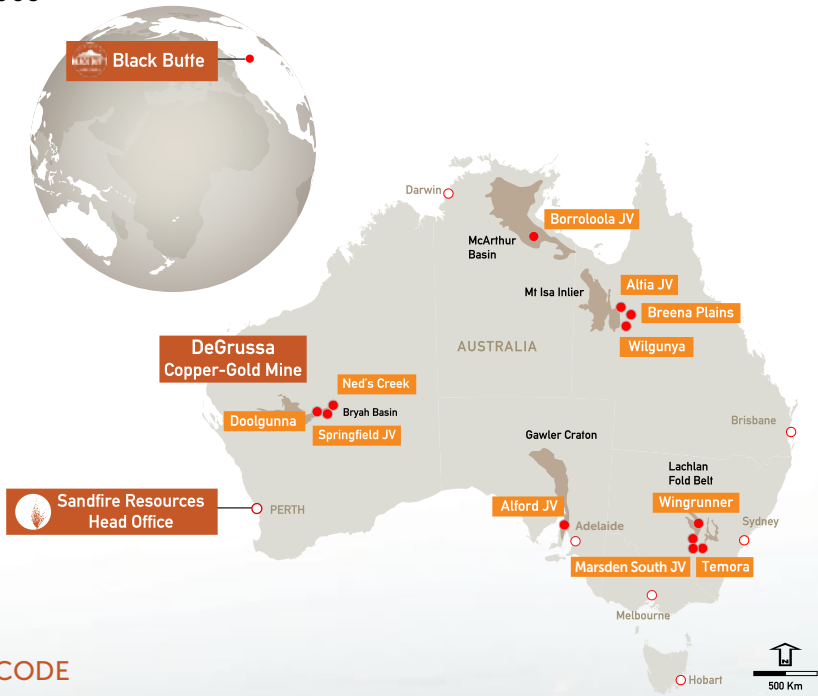 Black Butte
Darwin
Borroloola JV
McArthur
Basin
Mt Isa Inlier
Altia JV
Breena Plains
Wilgunya
AUSTRALIA
DeGrussa
Copper-Gold Mine
Ned's Creek
Doolgunna
Bryah Basin
Springfield JV
Brisbane
Gawler Craton
Lachlan
Fold Belt
Wingrunner
Sandfire Resources
Head Office
PERTH
Alford JV
Adelaide
Sydney
Marsden South JV
Temora
Melbourne
CODE
Hobart
500 Km